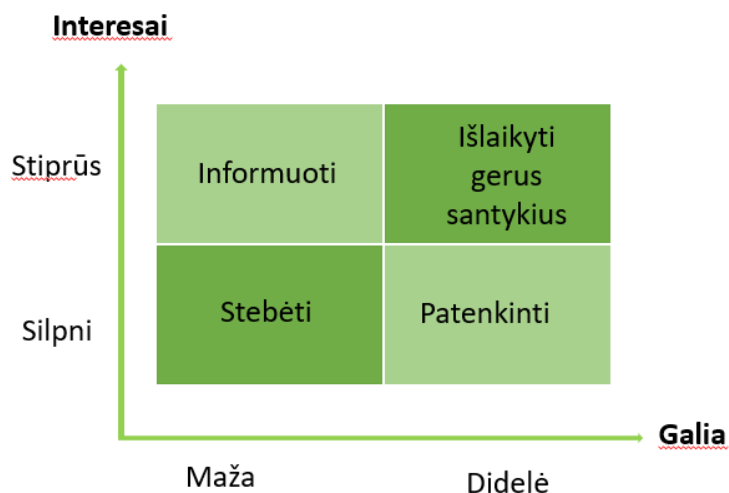 Interesai
Stiprūs
Informuoti
Išlaikyti
gerus
santykius
Silpni
Stebėti
Patenkinti
Galia
Maža
Didelė